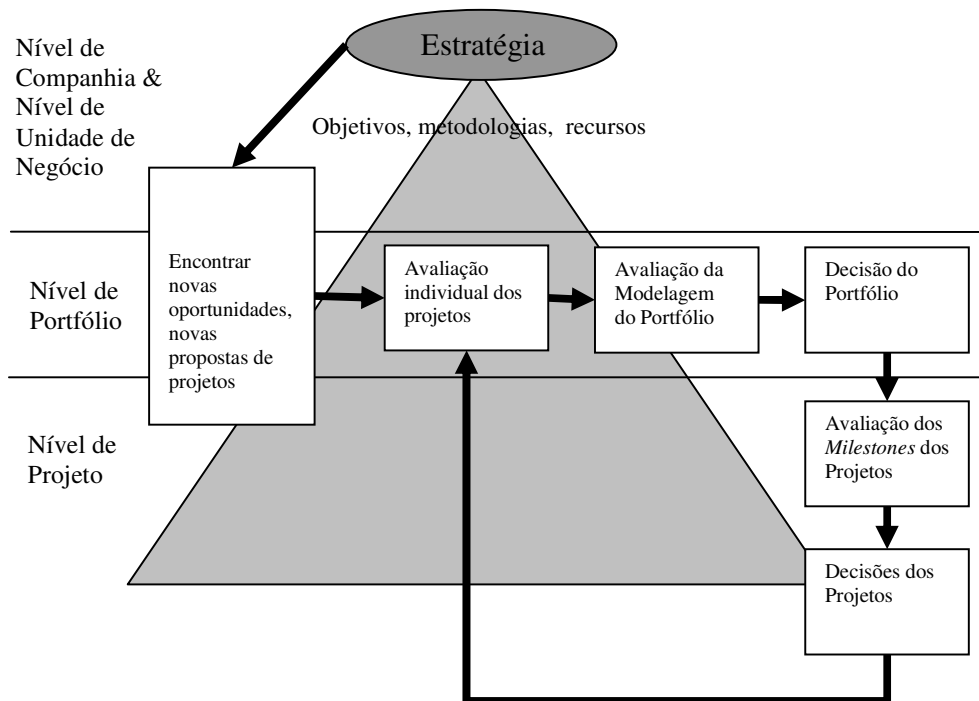 Estratégia
Nível de
Companhia &
Nível de
Unidade de
Negócio
Objetivos, metodologias, recursos
Nível de
Portfólio
Encontrar
novas
oportunidades,
novas
propostas de
projetos
Avaliação
individual dos
projetos
Avaliação da
Modelagem
do Portfólio
Decisão do
Portfólio
Nível de
Projeto
Avaliação dos
Milestones dos
Projetos
Decisões dos
Projetos